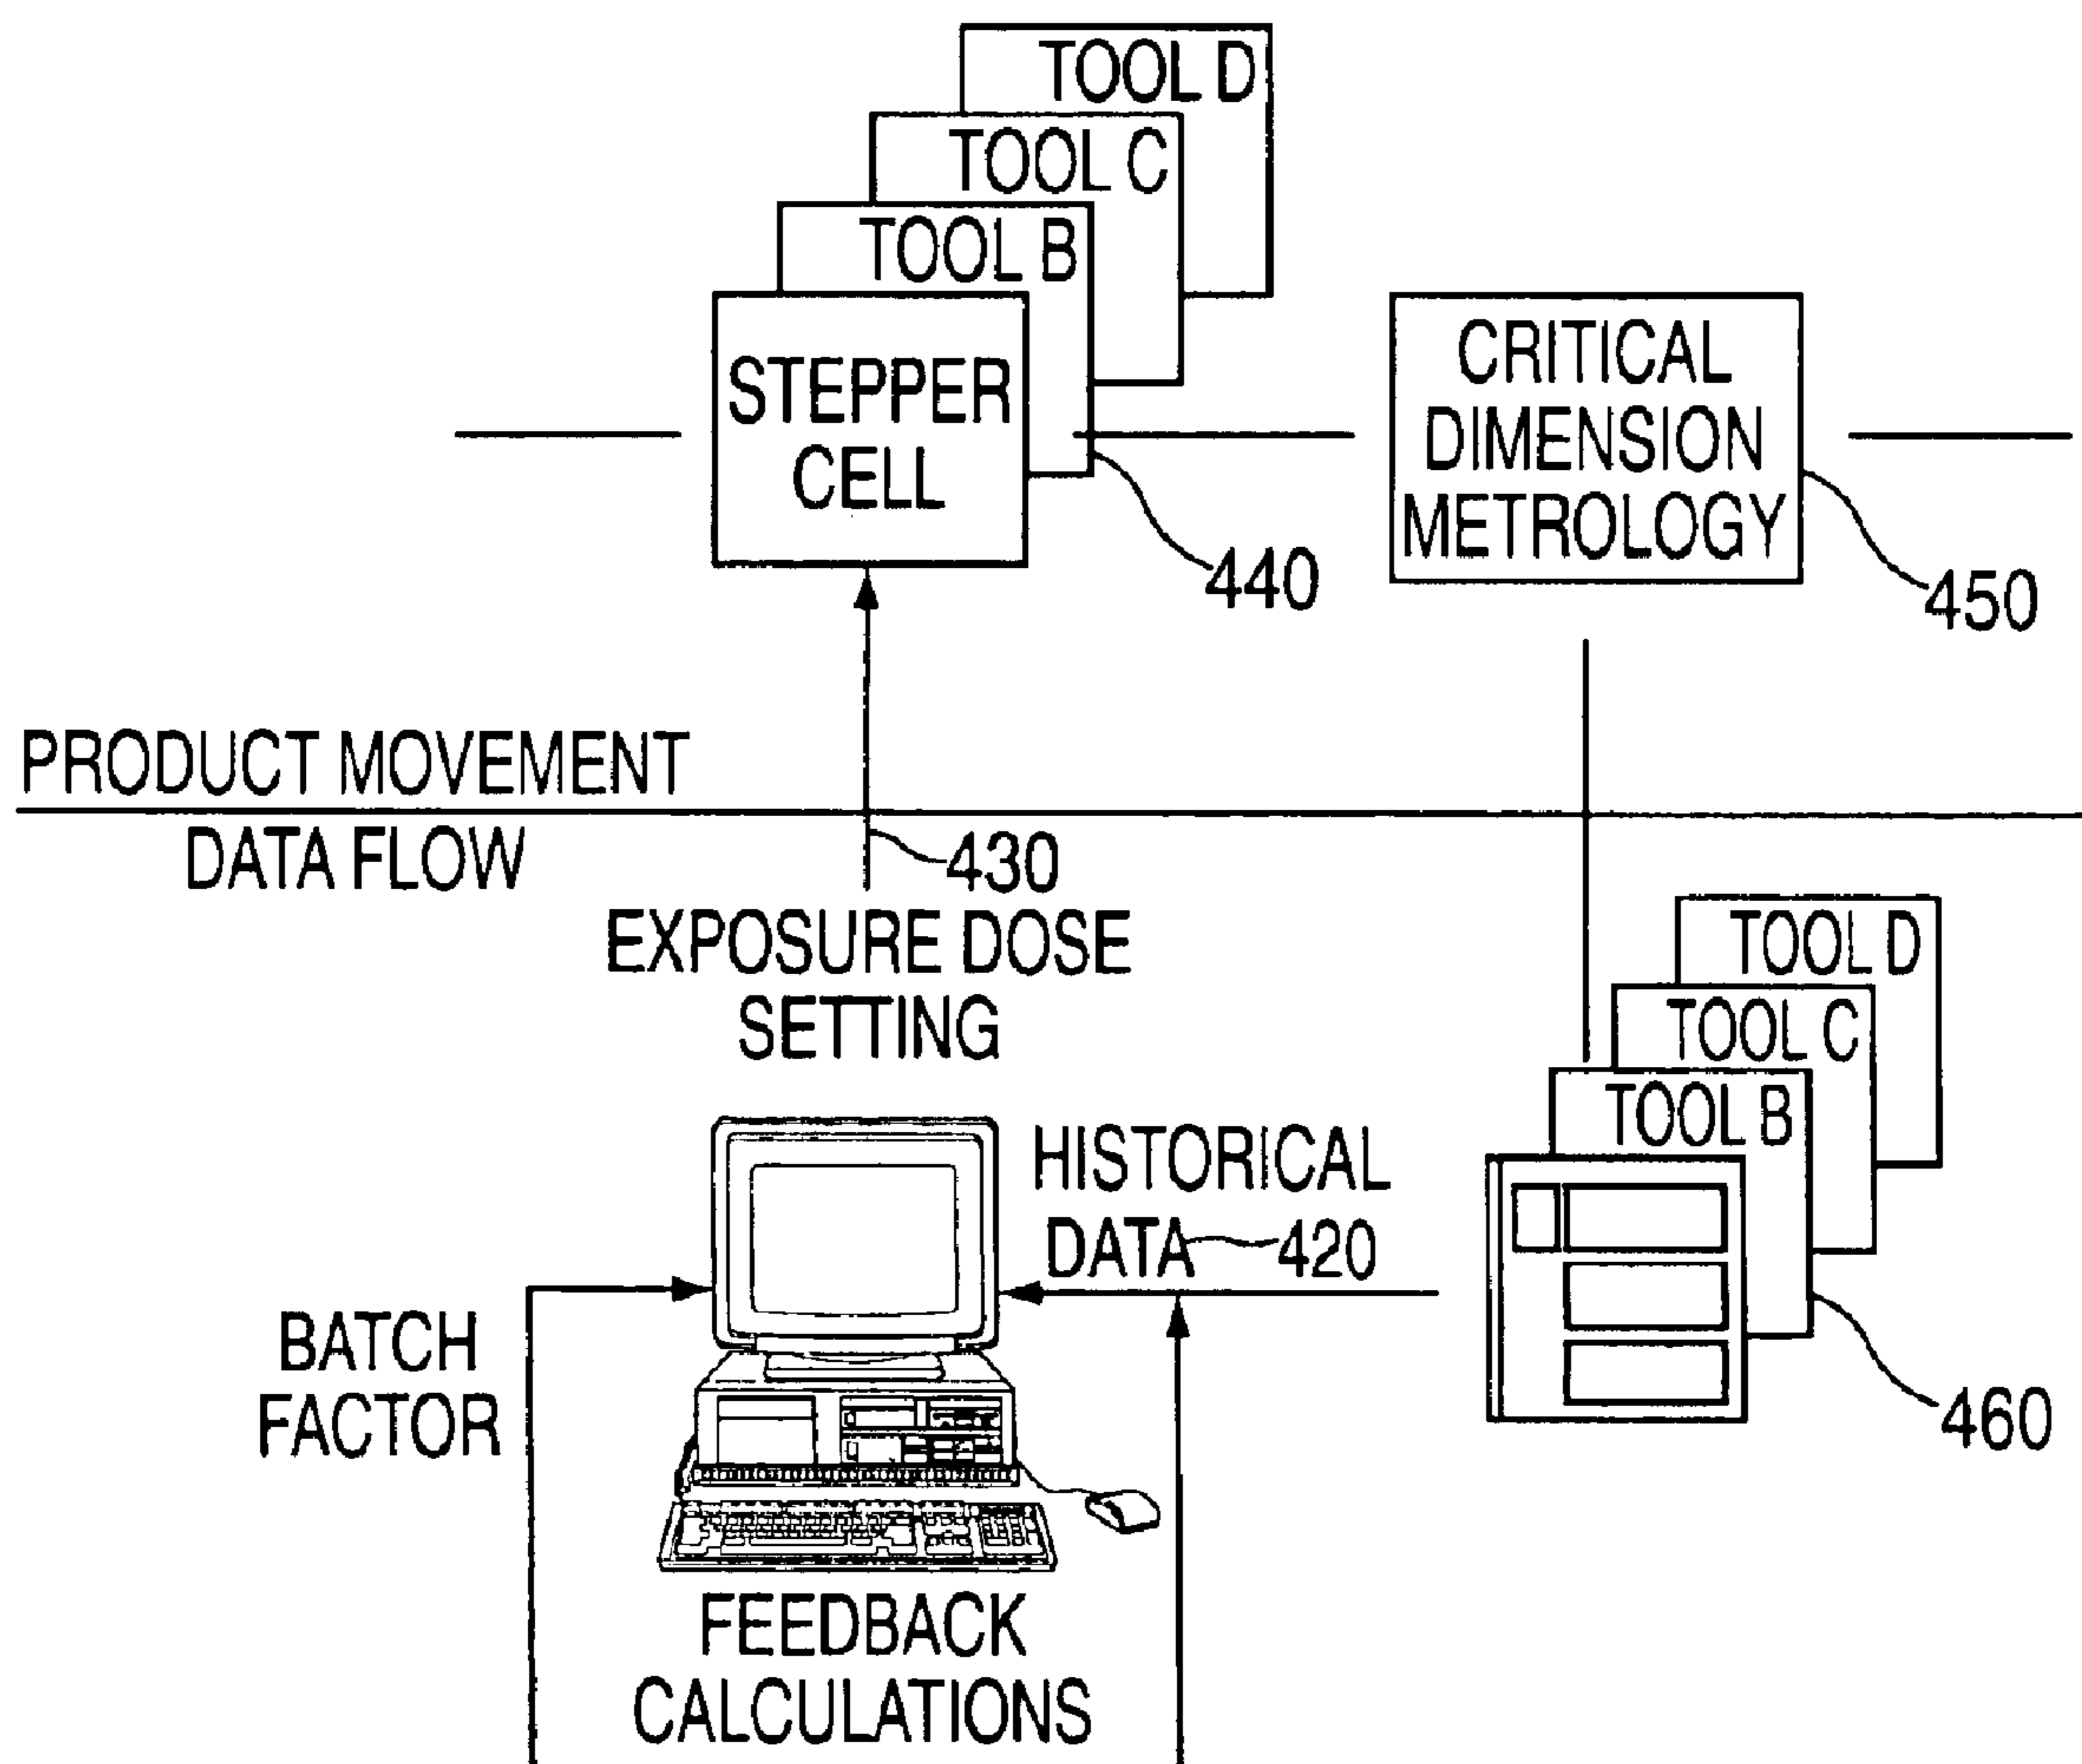 TOOL D
TOOL C
TOOL B
STEPPER
CELL
CRITICAL
DIMENSION
METROLOGY
440
450
PRODUCT MOVEMENT
DATA FLOW
430
EXPOSURE DOSE
SETTING
TOOL D
TOOL C
TOOL B
HISTORICAL
DATA 420
BATCH
FACTOR
460
FEEDBACK
CALCULATIONS